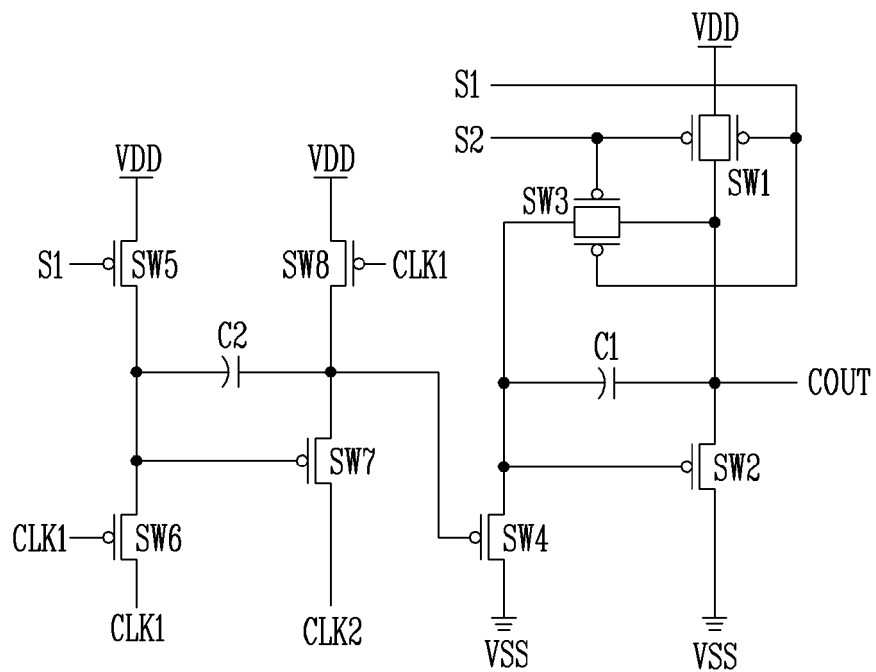 VDD
S1
S2
VDD
VDD
SW1
SW3
S1
SW5
SW8
CLK1
C2
C1
COUT
SW7
SW2
CLK1
SW6
SW4
CLK1
CLK2
VSS
VSS